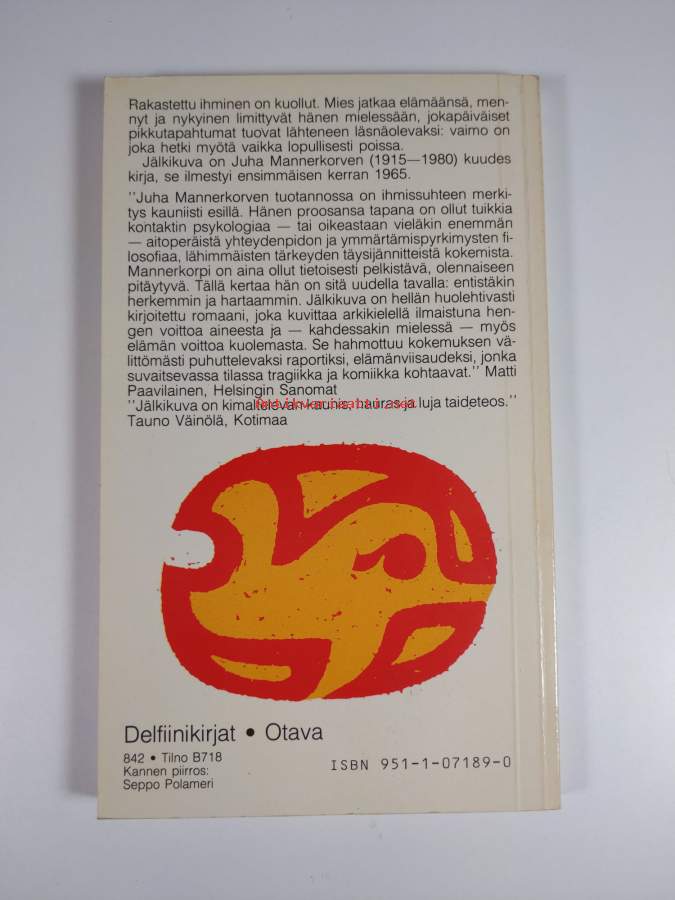 Rakastettu ihminen on kuollut. Mies jatkaa elämäänsä, men-
nyt ja nykyinen limittyvät hänen mielessään, jokapäiväiset
pikkutapahtumat tuovat lähteneen läsnäolevaksi: vaimo on
joka hetki myötä vaikka lopullisesti poissa.
Jälkikuva on Juha Mannerkorven (1915—1980) kuudes
kirja, se ilmestyi ensimmäisen kerran 1965.
"Juha Mannerkorven tuotannossa on ihmissuhteen merki-
tys kauniisti esillä. Hänen proosansa tapana on ollut tuikkia
kontaktin psykologiaa — tai oikeastaan vieläkin enemmän
— aitoperäistä yhteydenpidon ja ymmärtämispyrkimysten fi-
losofiaa, lähimmäisten tärkeyden täysijännitteistä kokemista.
Mannerkorpi on aina ollut tietoisesti pelkistävä, olennaiseen
pitäytyvä. Tällä kertaa hän on sitä uudella tavalla: entistäkin
herkemmin ja hartaammin. Jälkikuva on hellän huolehtivasti
kirjoitettu romaani, joka kuvittaa arkikielellä ilmaistuna hen-
gen voittoa aineesta ja — kahdessakin mielessä — myös
elämän voittoa kuolemasta. Se hahmottuu kokemuksen vä-
littömästi puhuttelevaksi raportiksi, elämänviisaudeksi, jonka
suvaitsevassa tilassa tragiikka ja komiikka kohtaavat." Matti
Paavilainen, Helsingin Sanomat
"Jälkikuva on kimaltelevan kaunis, hauras ja luja taideteos."
Tauno Väinölä, Kotimaa
Delfiinikirjat • Otava
842 • Tilno B718
Kannen piirros:
Seppo Polameri
ISBN 951-1-07189-0